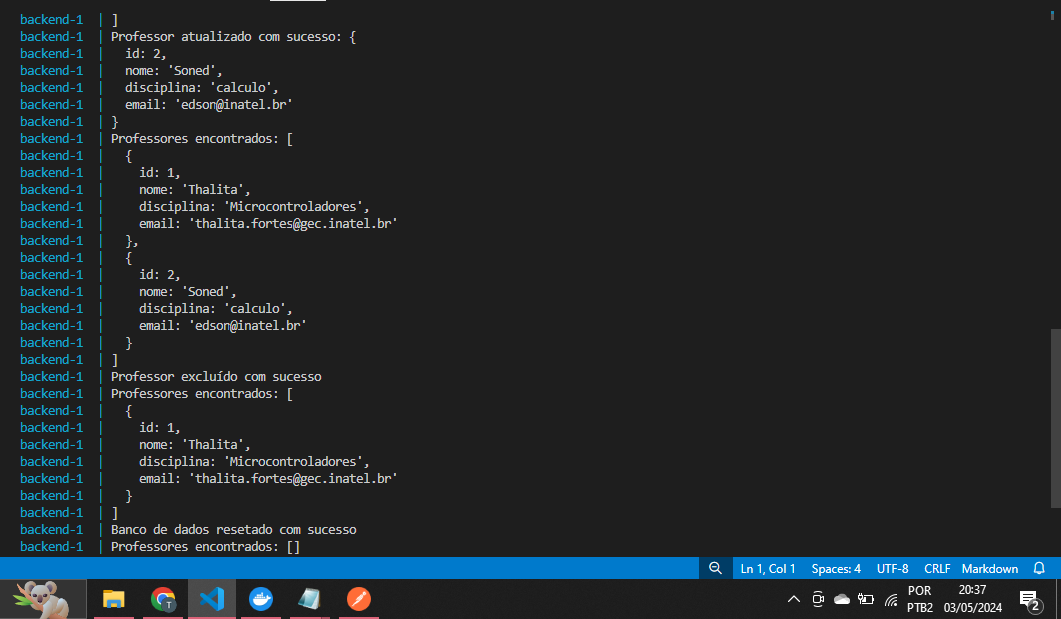 backend-1 | ]
backend-1 | Professor atualizado com sucesso: {
backend-1 |   id: 2,
backend-1 |   nome: 'Soned',
backend-1 |   disciplina: 'calculo',
backend-1 |   email: 'edson@inatel.br'
backend-1 | }
backend-1 | Professores encontrados: [
backend-1 |   {
backend-1 |     id: 1,
backend-1 |     nome: 'Thalita',
backend-1 |     disciplina: 'Microcontroladores',
backend-1 |     email: 'thalita.fortes@gec.inatel.br'
backend-1 |   },
backend-1 |   {
backend-1 |     id: 2,
backend-1 |     nome: 'Soned',
backend-1 |     disciplina: 'calculo',
backend-1 |     email: 'edson@inatel.br'
backend-1 |   }
backend-1 | ]
backend-1 | Professor excluído com sucesso
backend-1 | Professores encontrados: [
backend-1 |   {
backend-1 |     id: 1,
backend-1 |     nome: 'Thalita',
backend-1 |     disciplina: 'Microcontroladores',
backend-1 |     email: 'thalita.fortes@gec.inatel.br'
backend-1 |   }
backend-1 | ]
backend-1 | Banco de dados resetado com sucesso
backend-1 | Professores encontrados: []
Ln 1, Col 1 Spaces: 4 UTF-8 CRLF Markdown
T
POR
PTB2
20:37
03/05/2024
2